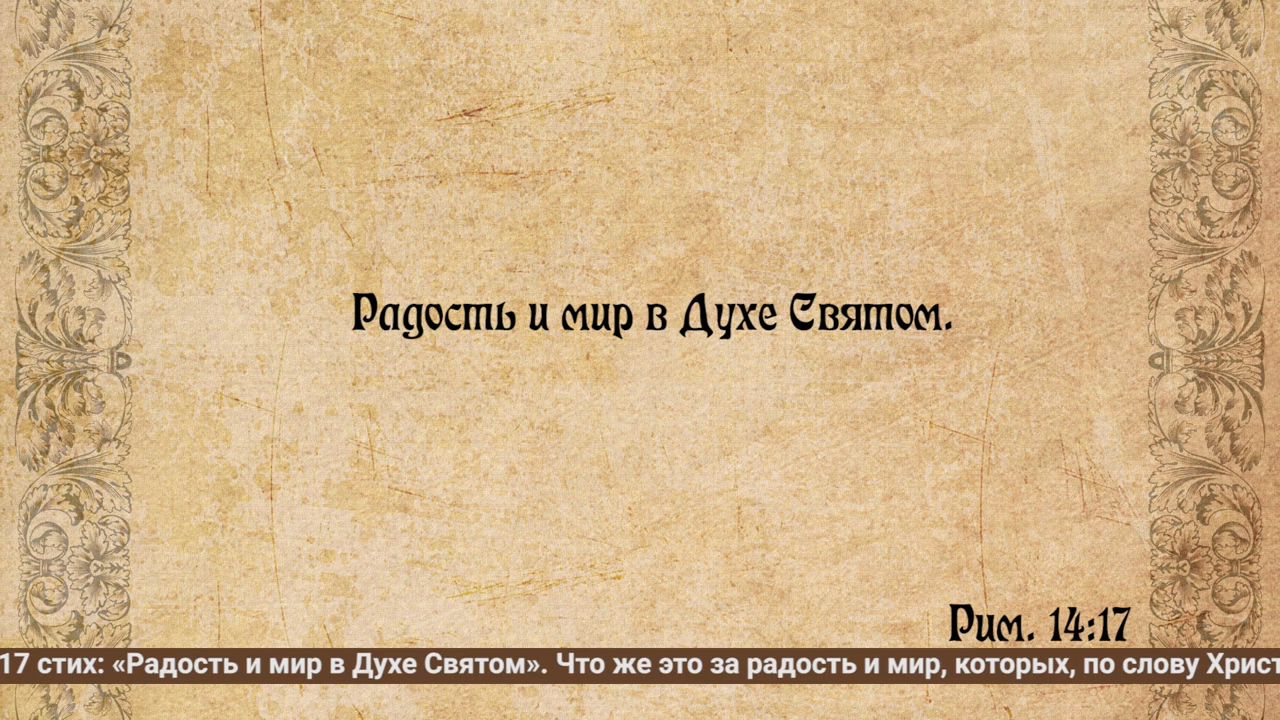 Радость и мир в Духе Святом.
Рим. 14:17
17 стих: «Радость и мир в Духе Святом». Что же это за радость и мир, которых, по слову Христ